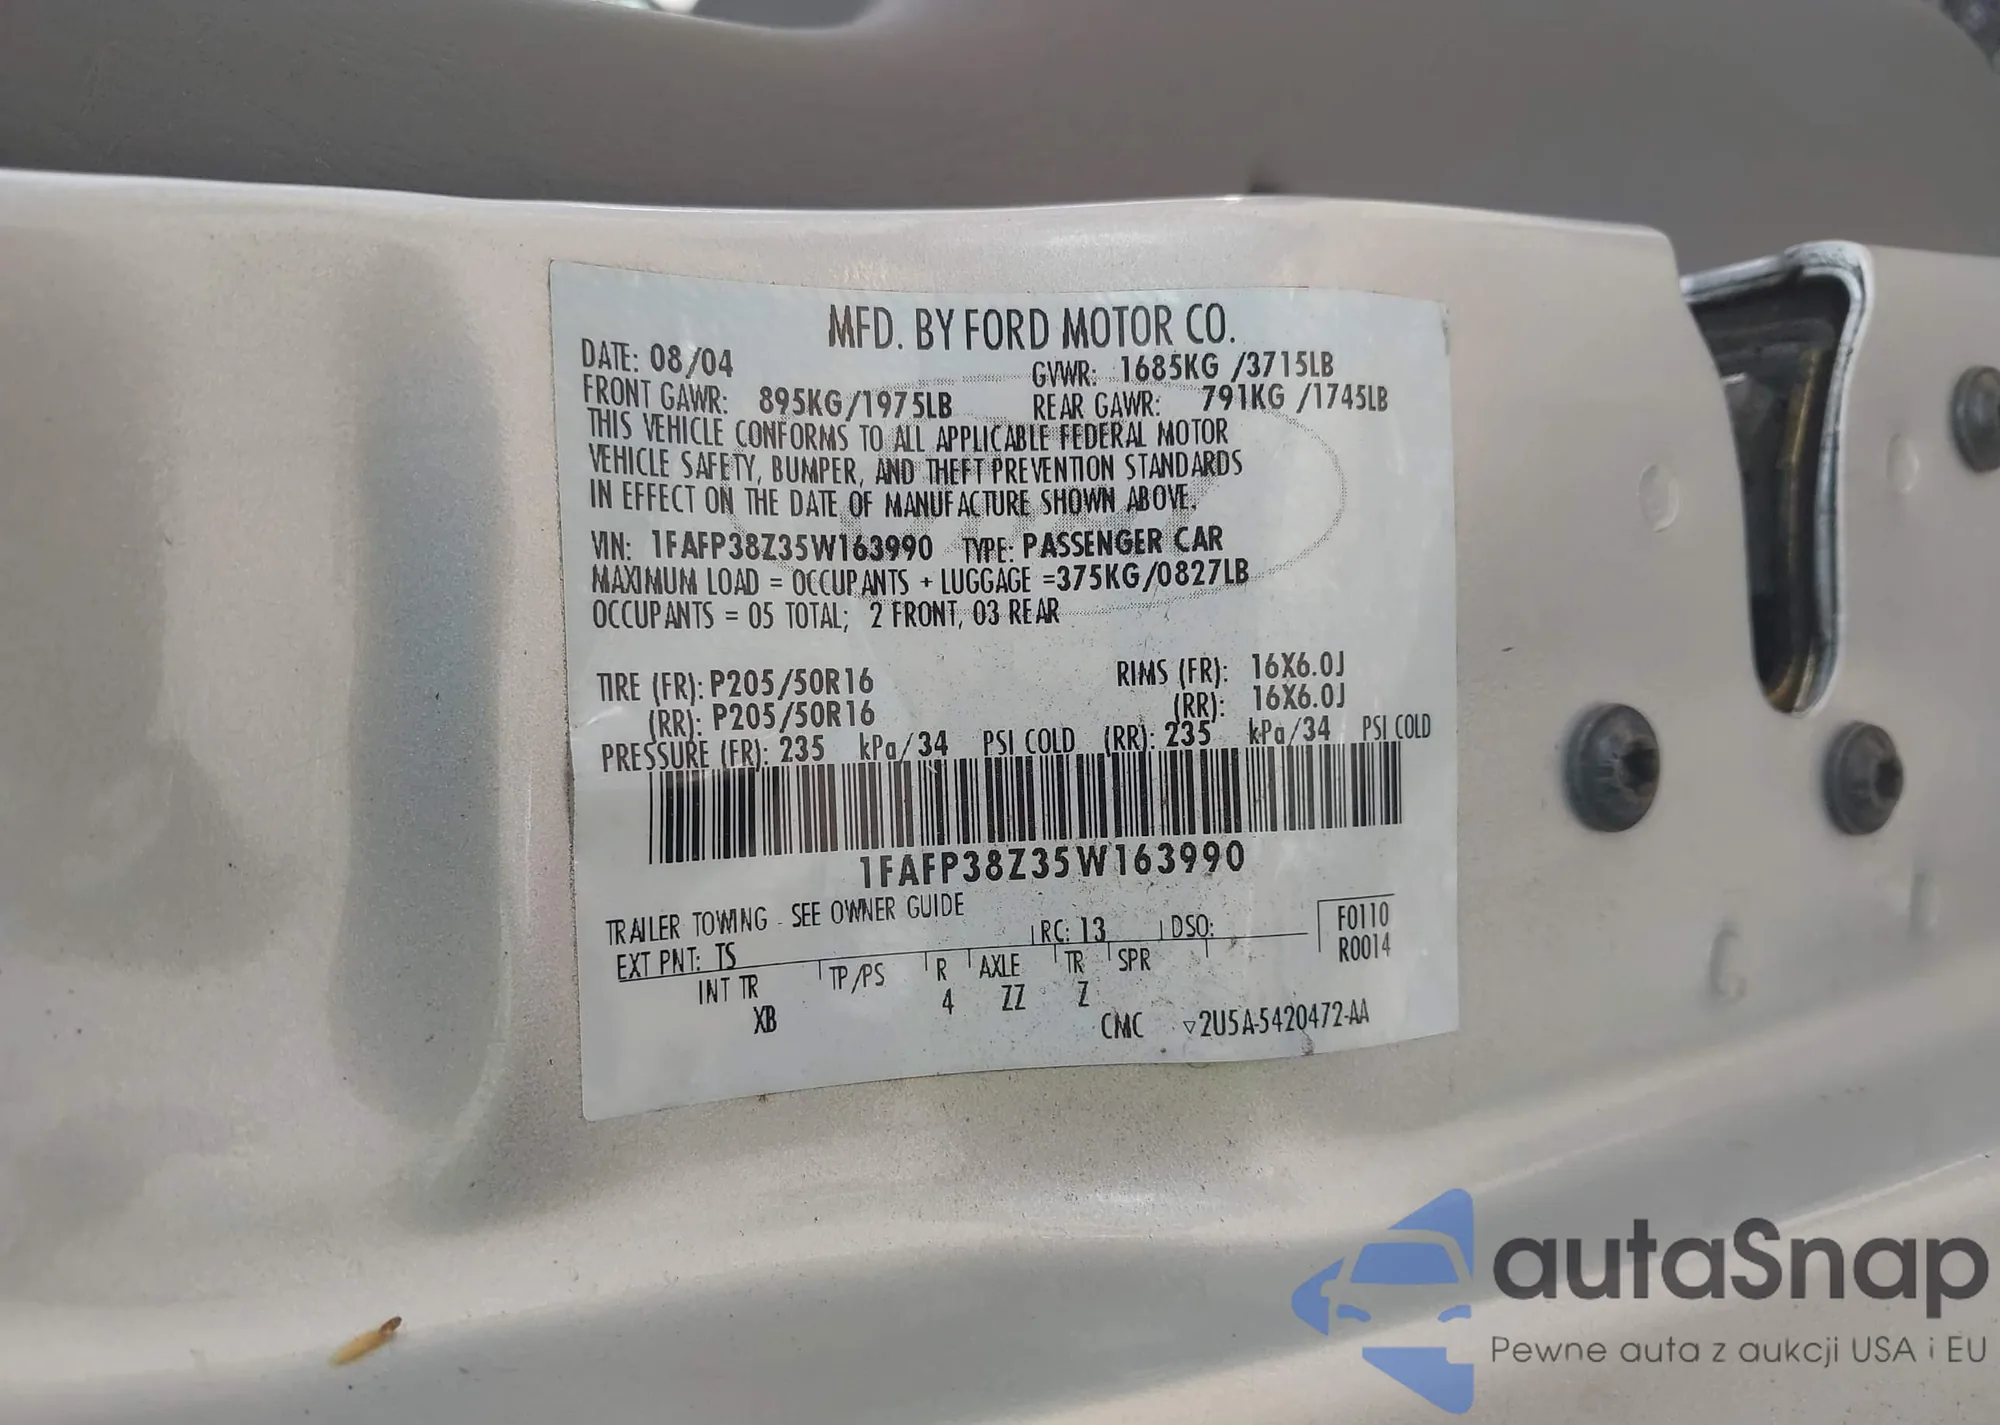 MFD. BY FORD MOTOR CO.
DATE: 08/04 GVWR: 1685KG /3715LB
FRONT GAWR: 895KG/1975LB REAR GAWR: 791KG /1745LB
THIS VEHICLE CONFORMS TO ALL APPLICABLE FEDERAL MOTOR
VEHICLE SAFETY, BUMPER, AND THEFT PREVENTION STANDARDS
IN EFFECT ON THE DATE OF MANUFACTURE SHOWN ABOVE.
VIN: 1FAFP38Z35W163990 TYPE: PASSENGER CAR
MAXIMUM LOAD = OCCUPANTS + LUGGAGE =375KG/0827LB
OCCUPANTS = 05 TOTAL; 2 FRONT, 03 REAR
TIRE (FR): P205/50R16 RIMS (FR): 16X6.0J
(RR): P205/50R16 (RR): 16X6.0J
PRESSURE (FR): 235 kPa/34 PSI COLD (RR): 235 kPa/34 PSI COLD
1FAFP38Z35W163990
TRAILER TOWING - SEE OWNER GUIDE
EXT PNT: TS RC: 13 DSO: F0110
R0014
INT TR TP/PS R AXLE TR SPR
XB 4 ZZ Z
CMC ▽2U5A-5420472-AA
autaSnap
Pewne auta z aukcji USA i EU